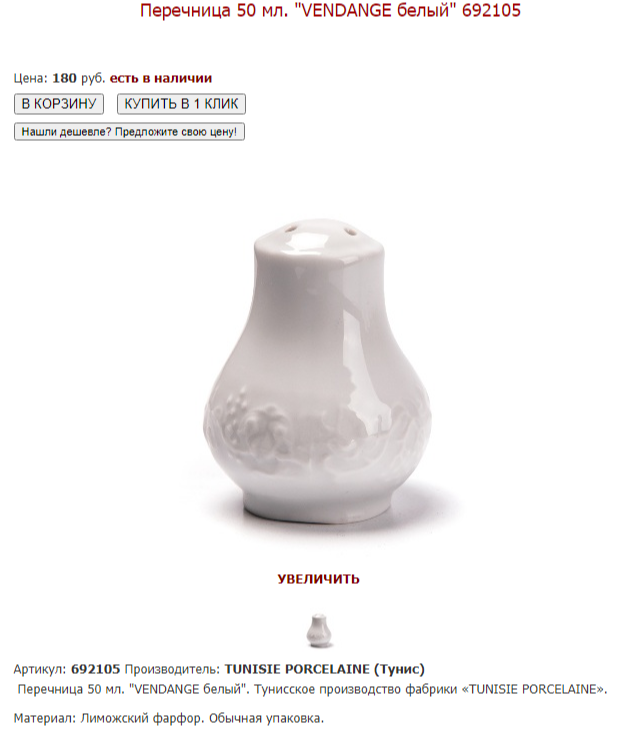 Перечница 50 мл. "VENDANGE белый" 692105
Цена: 180 руб. есть в наличии
В КОРЗИНУ КУПИТЬ В 1 КЛИК
Нашли дешевле? Предложите свою цену!
УВЕЛИЧИТЬ
Артикул: 692105 Производитель: TUNISIE PORCELAINE (Тунис)
Перечница 50 мл. "VENDANGE белый". Тунисское производство фабрики «TUNISIE PORCELAINE».
Материал: Лиможский фарфор. Обычная упаковка.